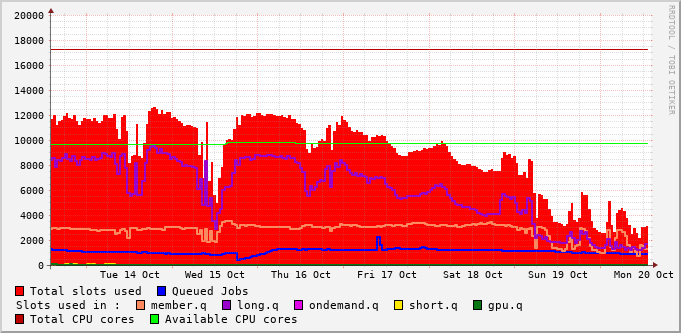 20000
18000
16000
14000
12000
10000
8000
6000
4000
2000
0
Tue 14 Oct Wed 15 Oct Thu 16 Oct Fri 17 Oct Sat 18 Oct Sun 19 Oct Mon 20 Oct
Total slots used Queued Jobs
Slots used in : member.q long.q ondemand.q short.q gpu.q
Total CPU cores Available CPU cores
RRDTOOL / TOBI OETIKER